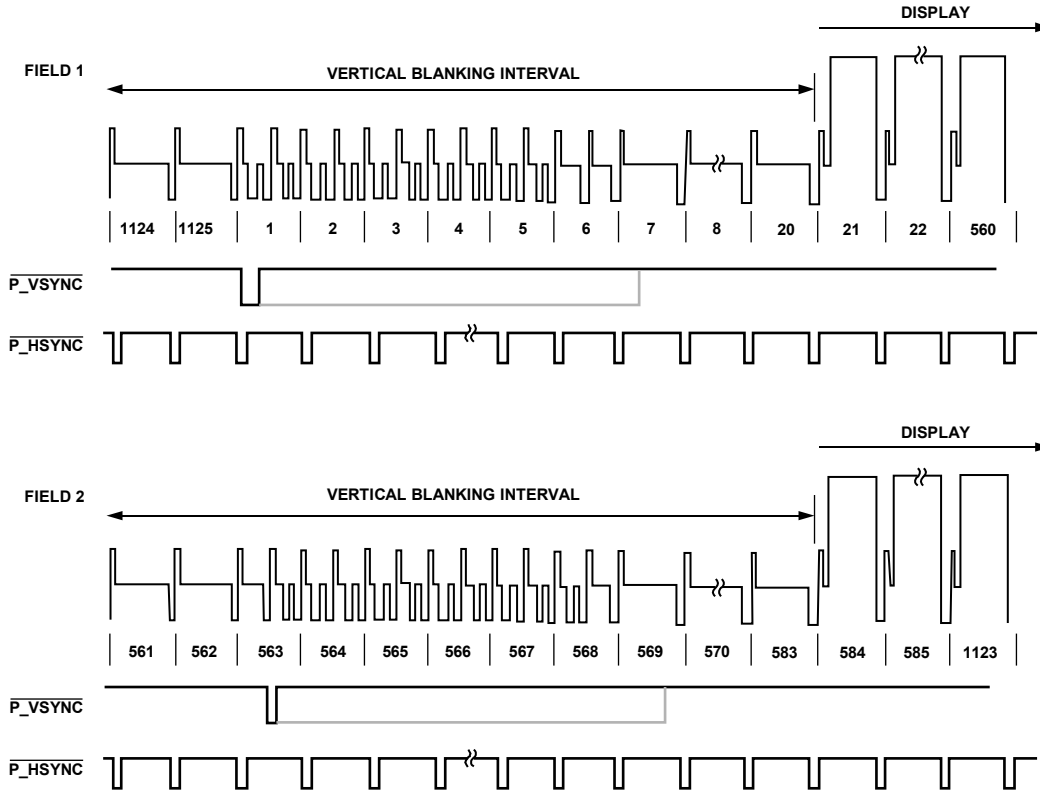 DISPLAY
FIELD 1
VERTICAL BLANKING INTERVAL
1124 1125 1 2 3 4 5 6 7 8 20 21 22 560
P_VSYNC
P_HSYNC
DISPLAY
FIELD 2
VERTICAL BLANKING INTERVAL
561 562 563 564 565 566 567 568 569 570 583 584 585 1123
P_VSYNC
P_HSYNC